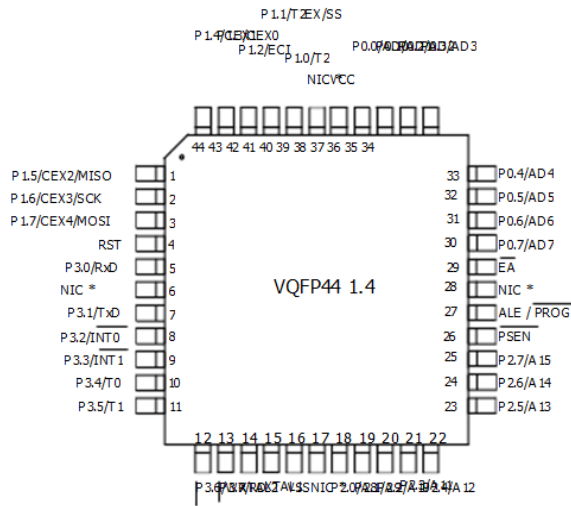 P1.1/T2EX/SS
P1.2/ECI
P1.0/T2
NIC*
VCC
44 43 42 41 40 39 38 37 36 35 34
P1.5/CEX2/MISO 1
P1.6/CEX3/SCK 2
P1.7/CEX4/MOSI 3
RST 4
P3.0/RxD 5
NIC * 6
P3.1/TxD 7
P3.2/INT0 8
P3.3/INT1 9
P3.4/T0 10
P3.5/T1 11
VQFP44 1.4
33 P0.4/AD4
32 P0.5/AD5
31 P0.6/AD6
30 P0.7/AD7
29 EA
28 NIC *
27 ALE / PROG
26 PSEN
25 P2.7/A15
24 P2.6/A14
23 P2.5/A13
12 13 14 15 16 17 18 19 20 21 22